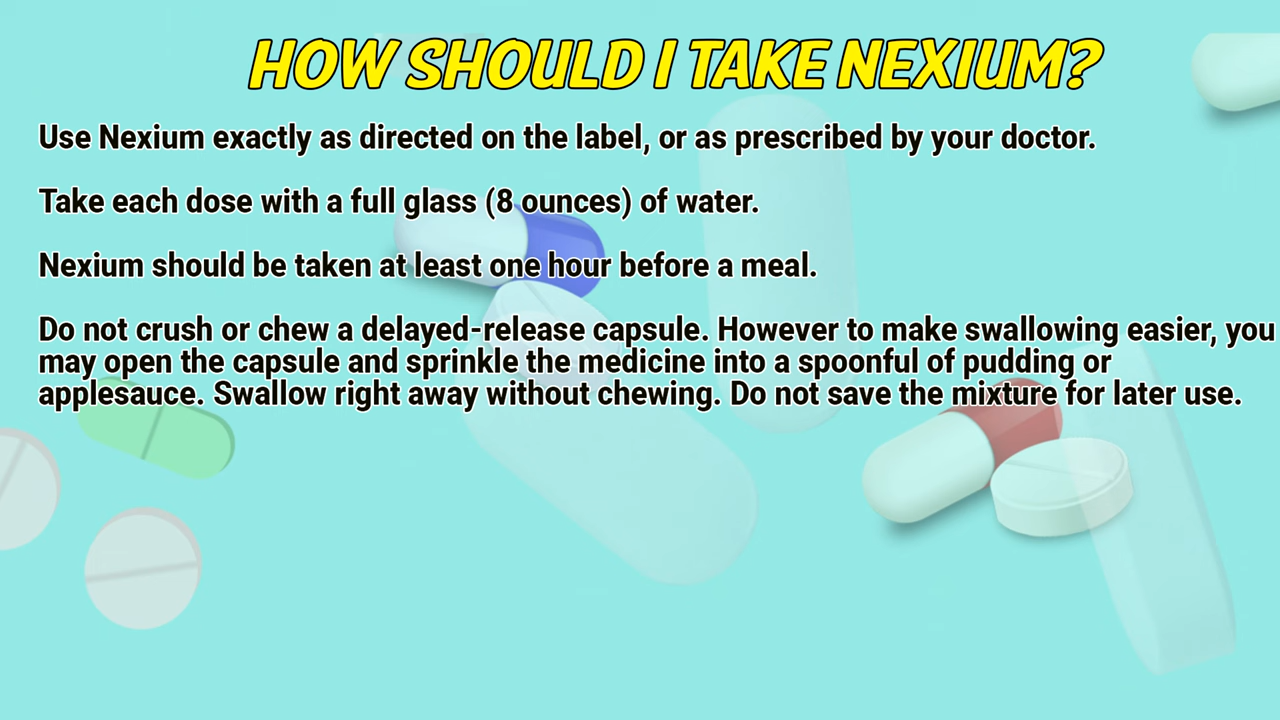 HOW SHOULD I TAKE NEXIUM?
Use Nexium exactly as directed on the label, or as prescribed by your doctor.
Take each dose with a full glass (8 ounces) of water.
Nexium should be taken at least one hour before a meal.
Do not crush or chew a delayed-release capsule. However to make swallowing easier, you
may open the capsule and sprinkle the medicine into a spoonful of pudding or
applesauce. Swallow right away without chewing. Do not save the mixture for later use.